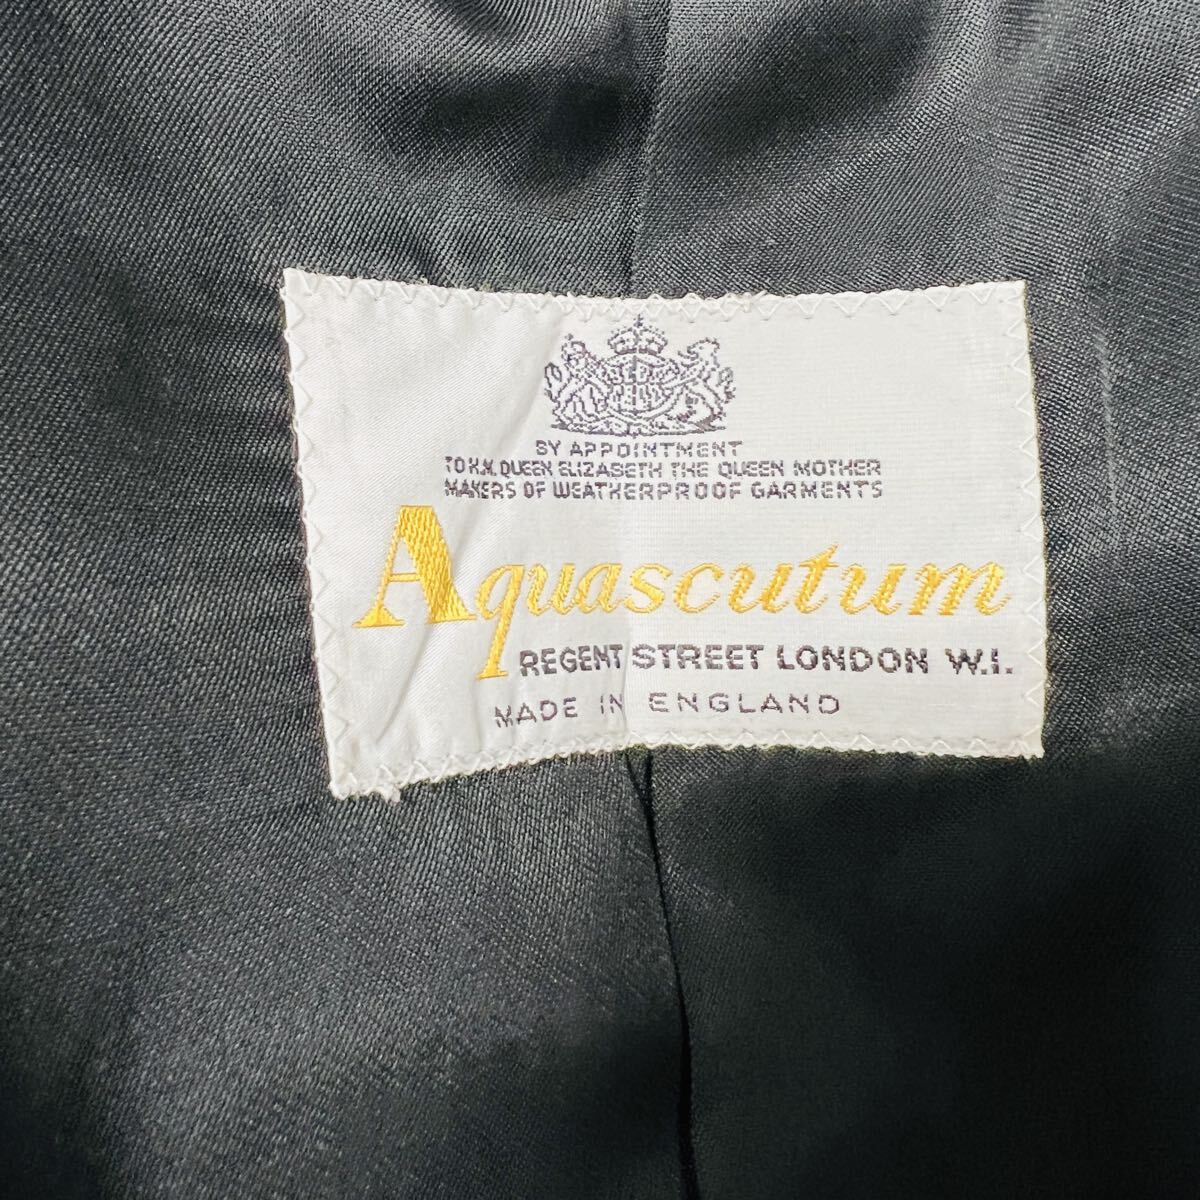 BY APPOINTMENT
TO H.M. QUEEN ELIZABETH THE QUEEN MOTHER
MAKERS OF WEATHERPROOF GARMENTS
Aquascutum
REGENT STREET LONDON W.I.
MADE IN ENGLAND